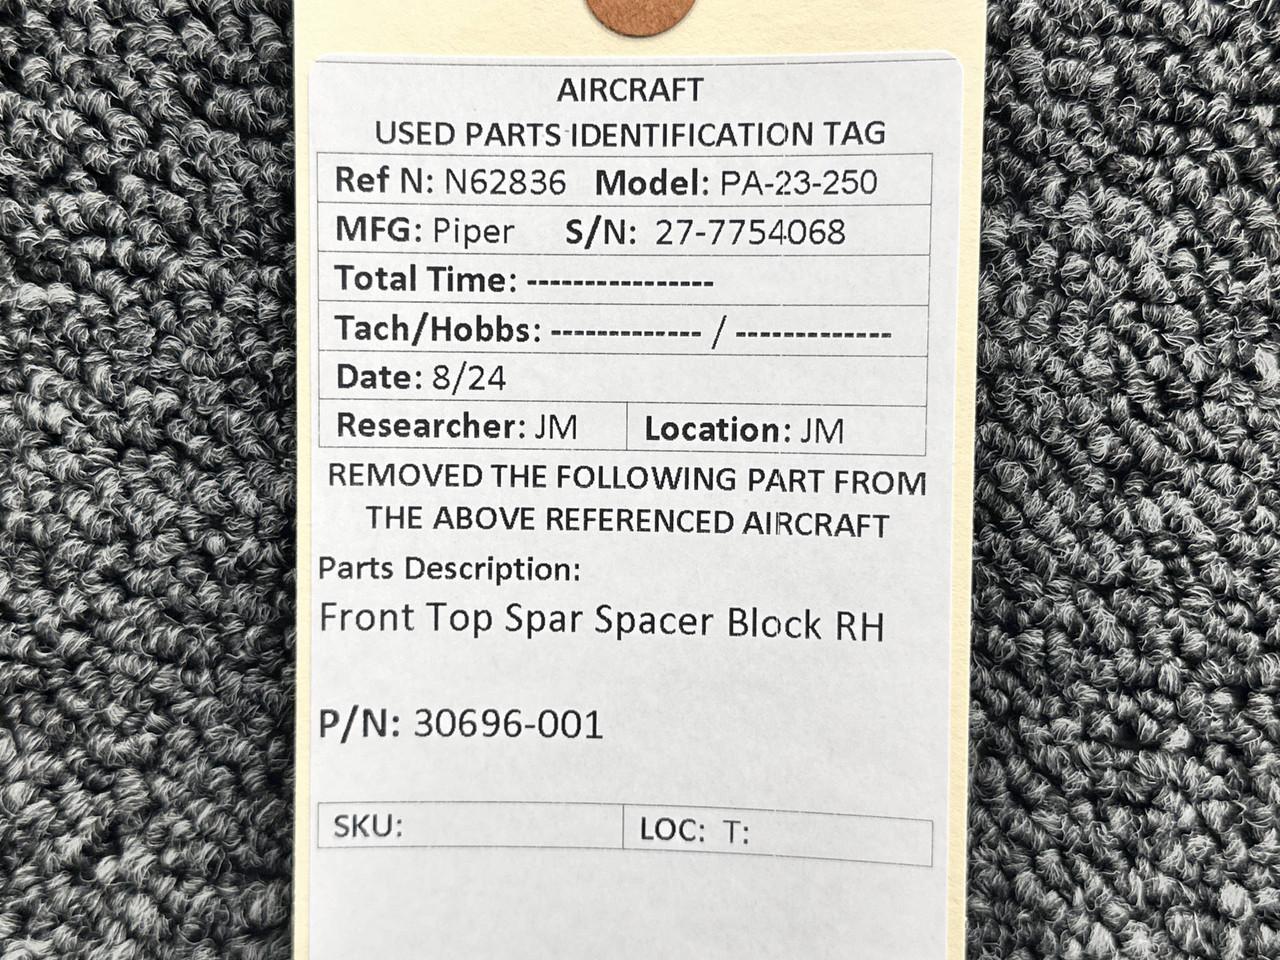 AIRCRAFT
USED PARTS IDENTIFICATION TAG
Ref N: N62836 Model: PA-23-250
MFG: Piper S/N: 27-7754068
Total Time: ----------------
Tach/Hobbs: ------------- / -------------
Date: 8/24
Researcher: JM Location: JM
REMOVED THE FOLLOWING PART FROM
THE ABOVE REFERENCED AIRCRAFT
Parts Description:
Front Top Spar Spacer Block RH
P/N: 30696-001
SKU: LOC: T: